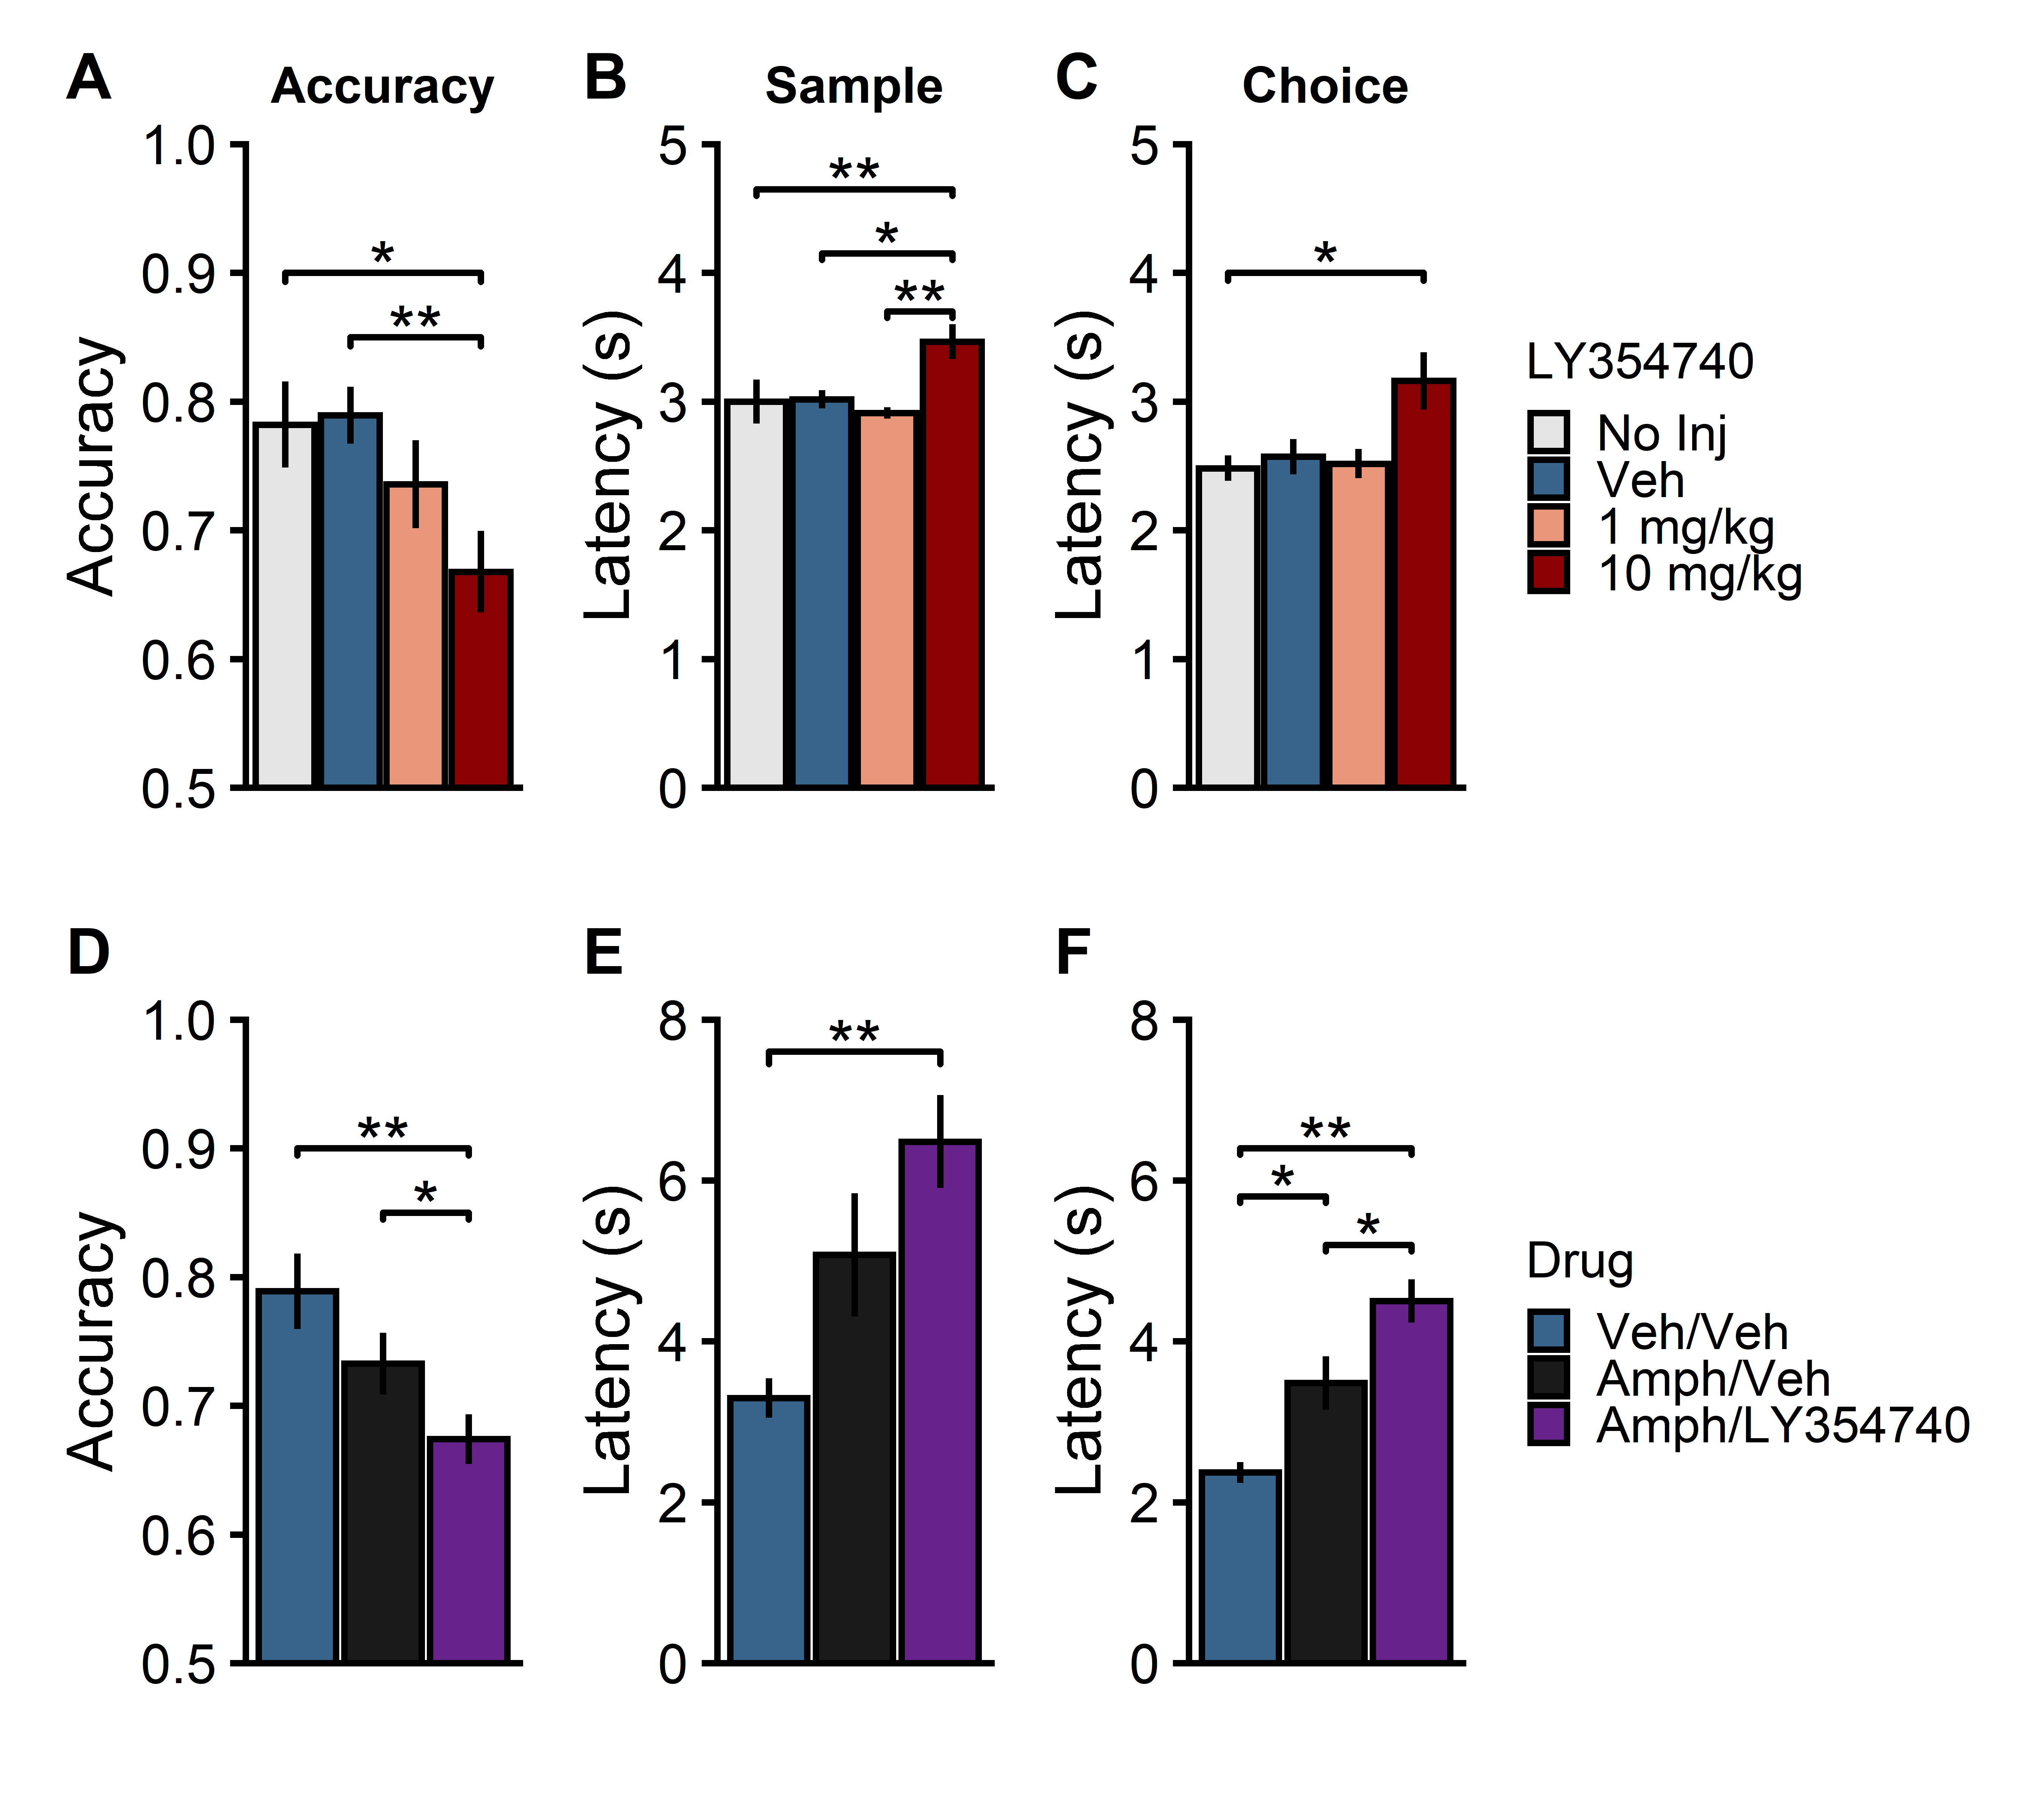 A Accuracy
1.0
0.9
0.8
0.7
0.6
0.5
Accuracy
*
**
B Sample
5
4
3
2
1
0
Latency (s)
**
*
**
C Choice
5
4
3
2
1
0
Latency (s)
*
LY354740
No Inj
Veh
1 mg/kg
10 mg/kg
D
1.0
0.9
0.8
0.7
0.6
0.5
Accuracy
**
*
E
8
6
4
2
0
Latency (s)
**
F
8
6
4
2
0
Latency (s)
**
*
*
Drug
Veh/Veh
Amph/Veh
Amph/LY354740